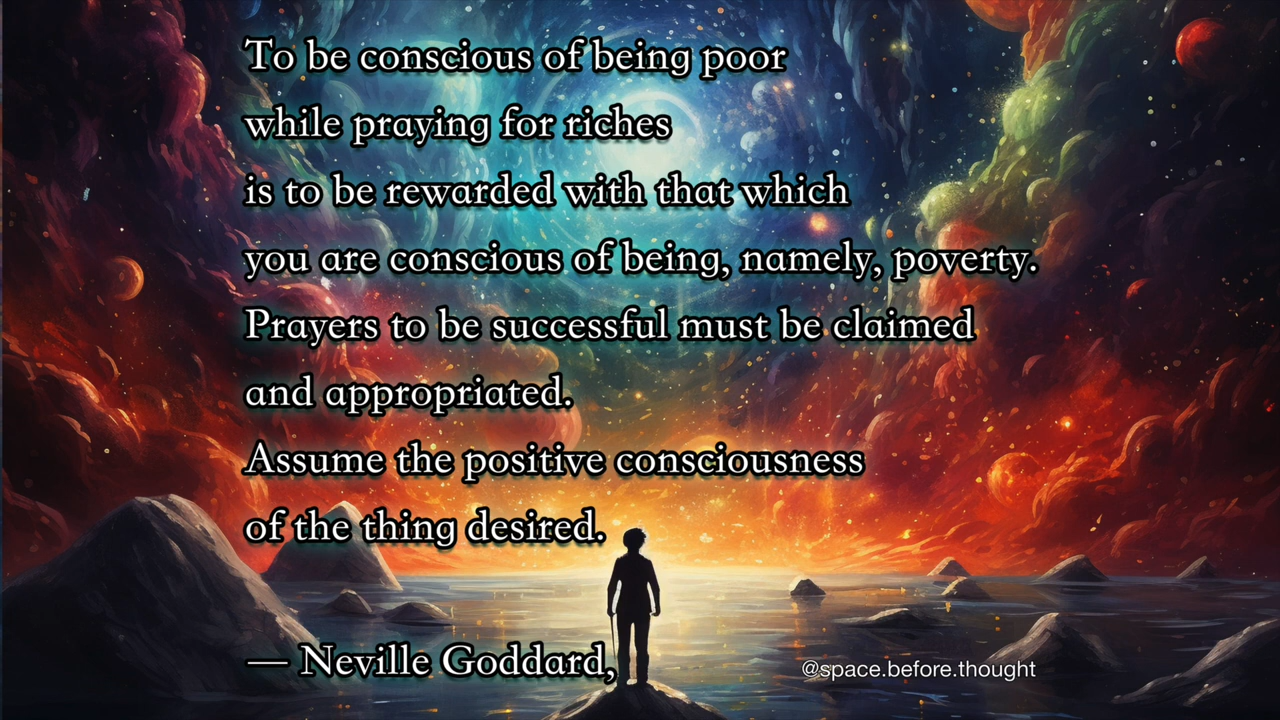 To be conscious of being poor
while praying for riches
is to be rewarded with that which
you are conscious of being, namely, poverty.
Prayers to be successful must be claimed
and appropriated.
Assume the positive consciousness
of the thing desired.
— Neville Goddard,
@space.before.thought